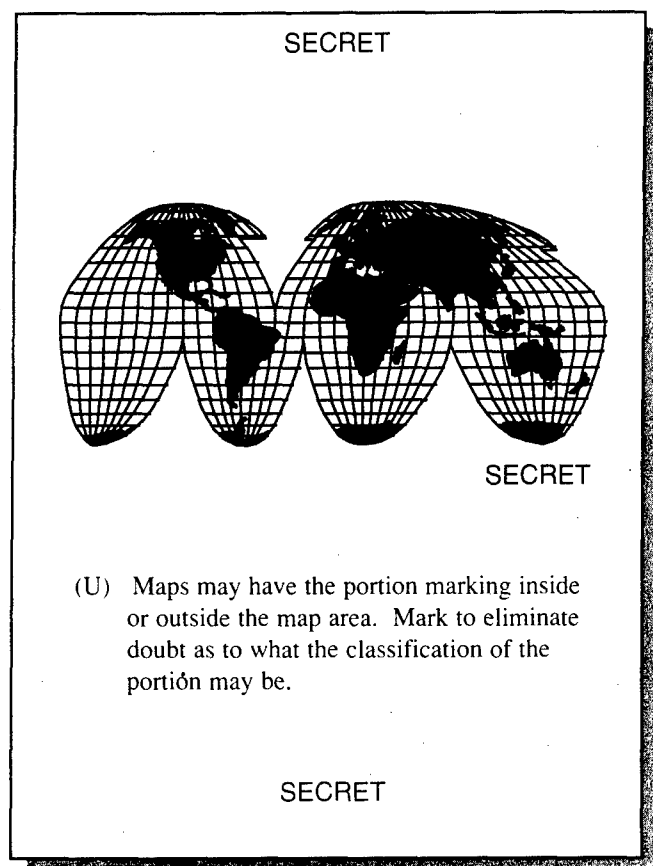 SECRET
SECRET
(U) Maps may have the portion marking inside
or outside the map area. Mark to eliminate
doubt as to what the classification of the
portion may be.
SECRET